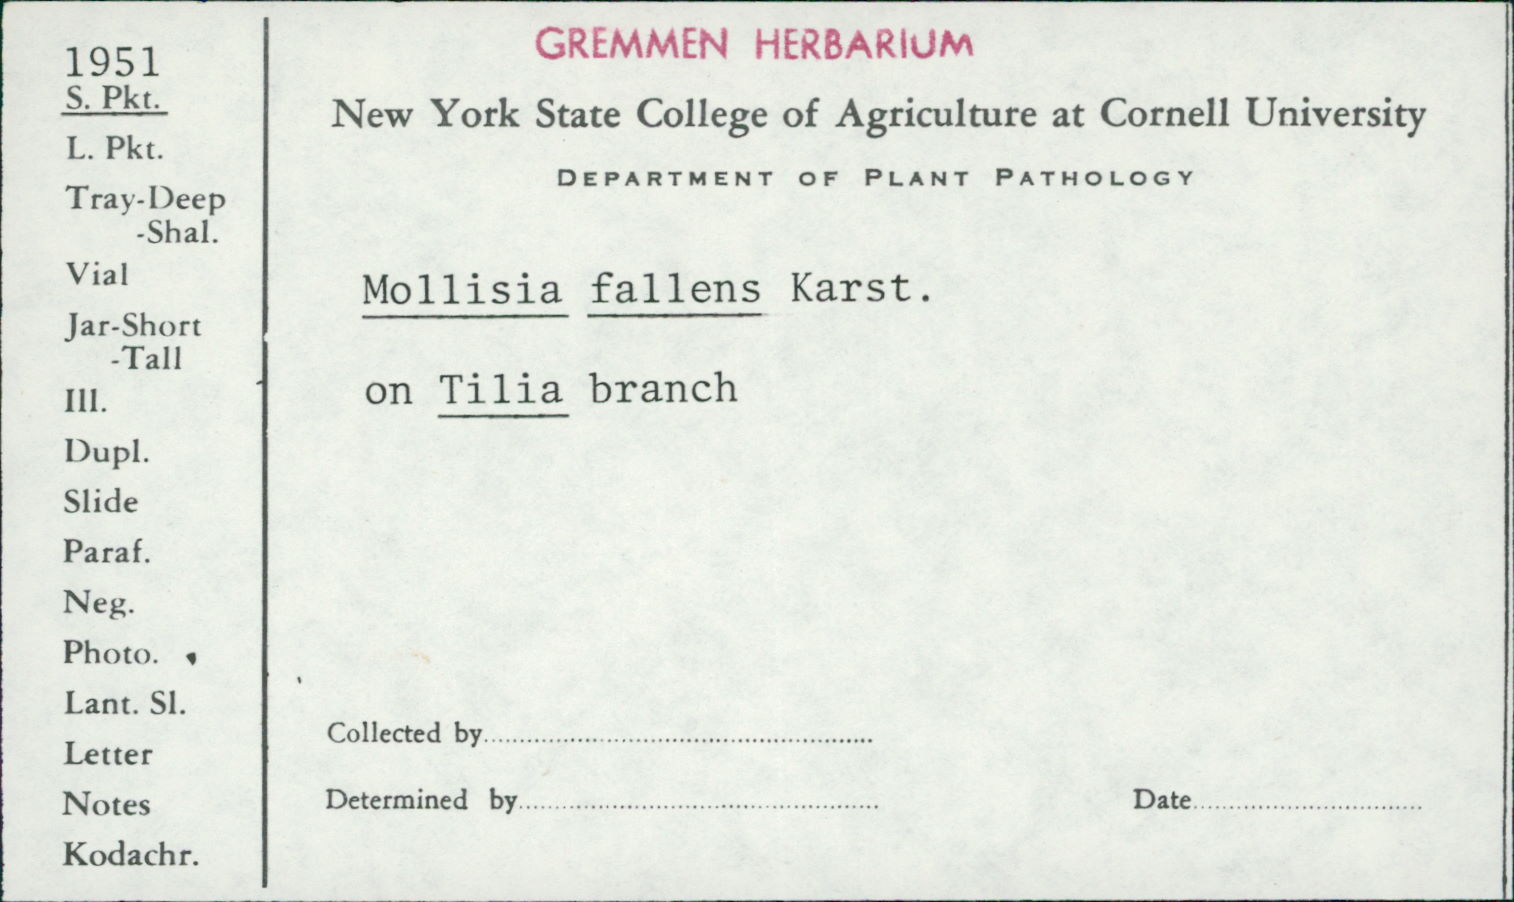 1951
S. Pkt.
L. Pkt.
Tray-Deep
-Shal.
Vial
Jar-Short
-Tall
Ill.
Dupl.
Slide
Paraf.
Neg.
Photo.
Lant. Sl.
Letter
Notes
Kodachr.
GREMMEN HERBARIUM
New York State College of Agriculture at Cornell University
DEPARTMENT OF PLANT PATHOLOGY
Mollisia fallens Karst.
on Tilia branch
Collected by
Determined by
Date